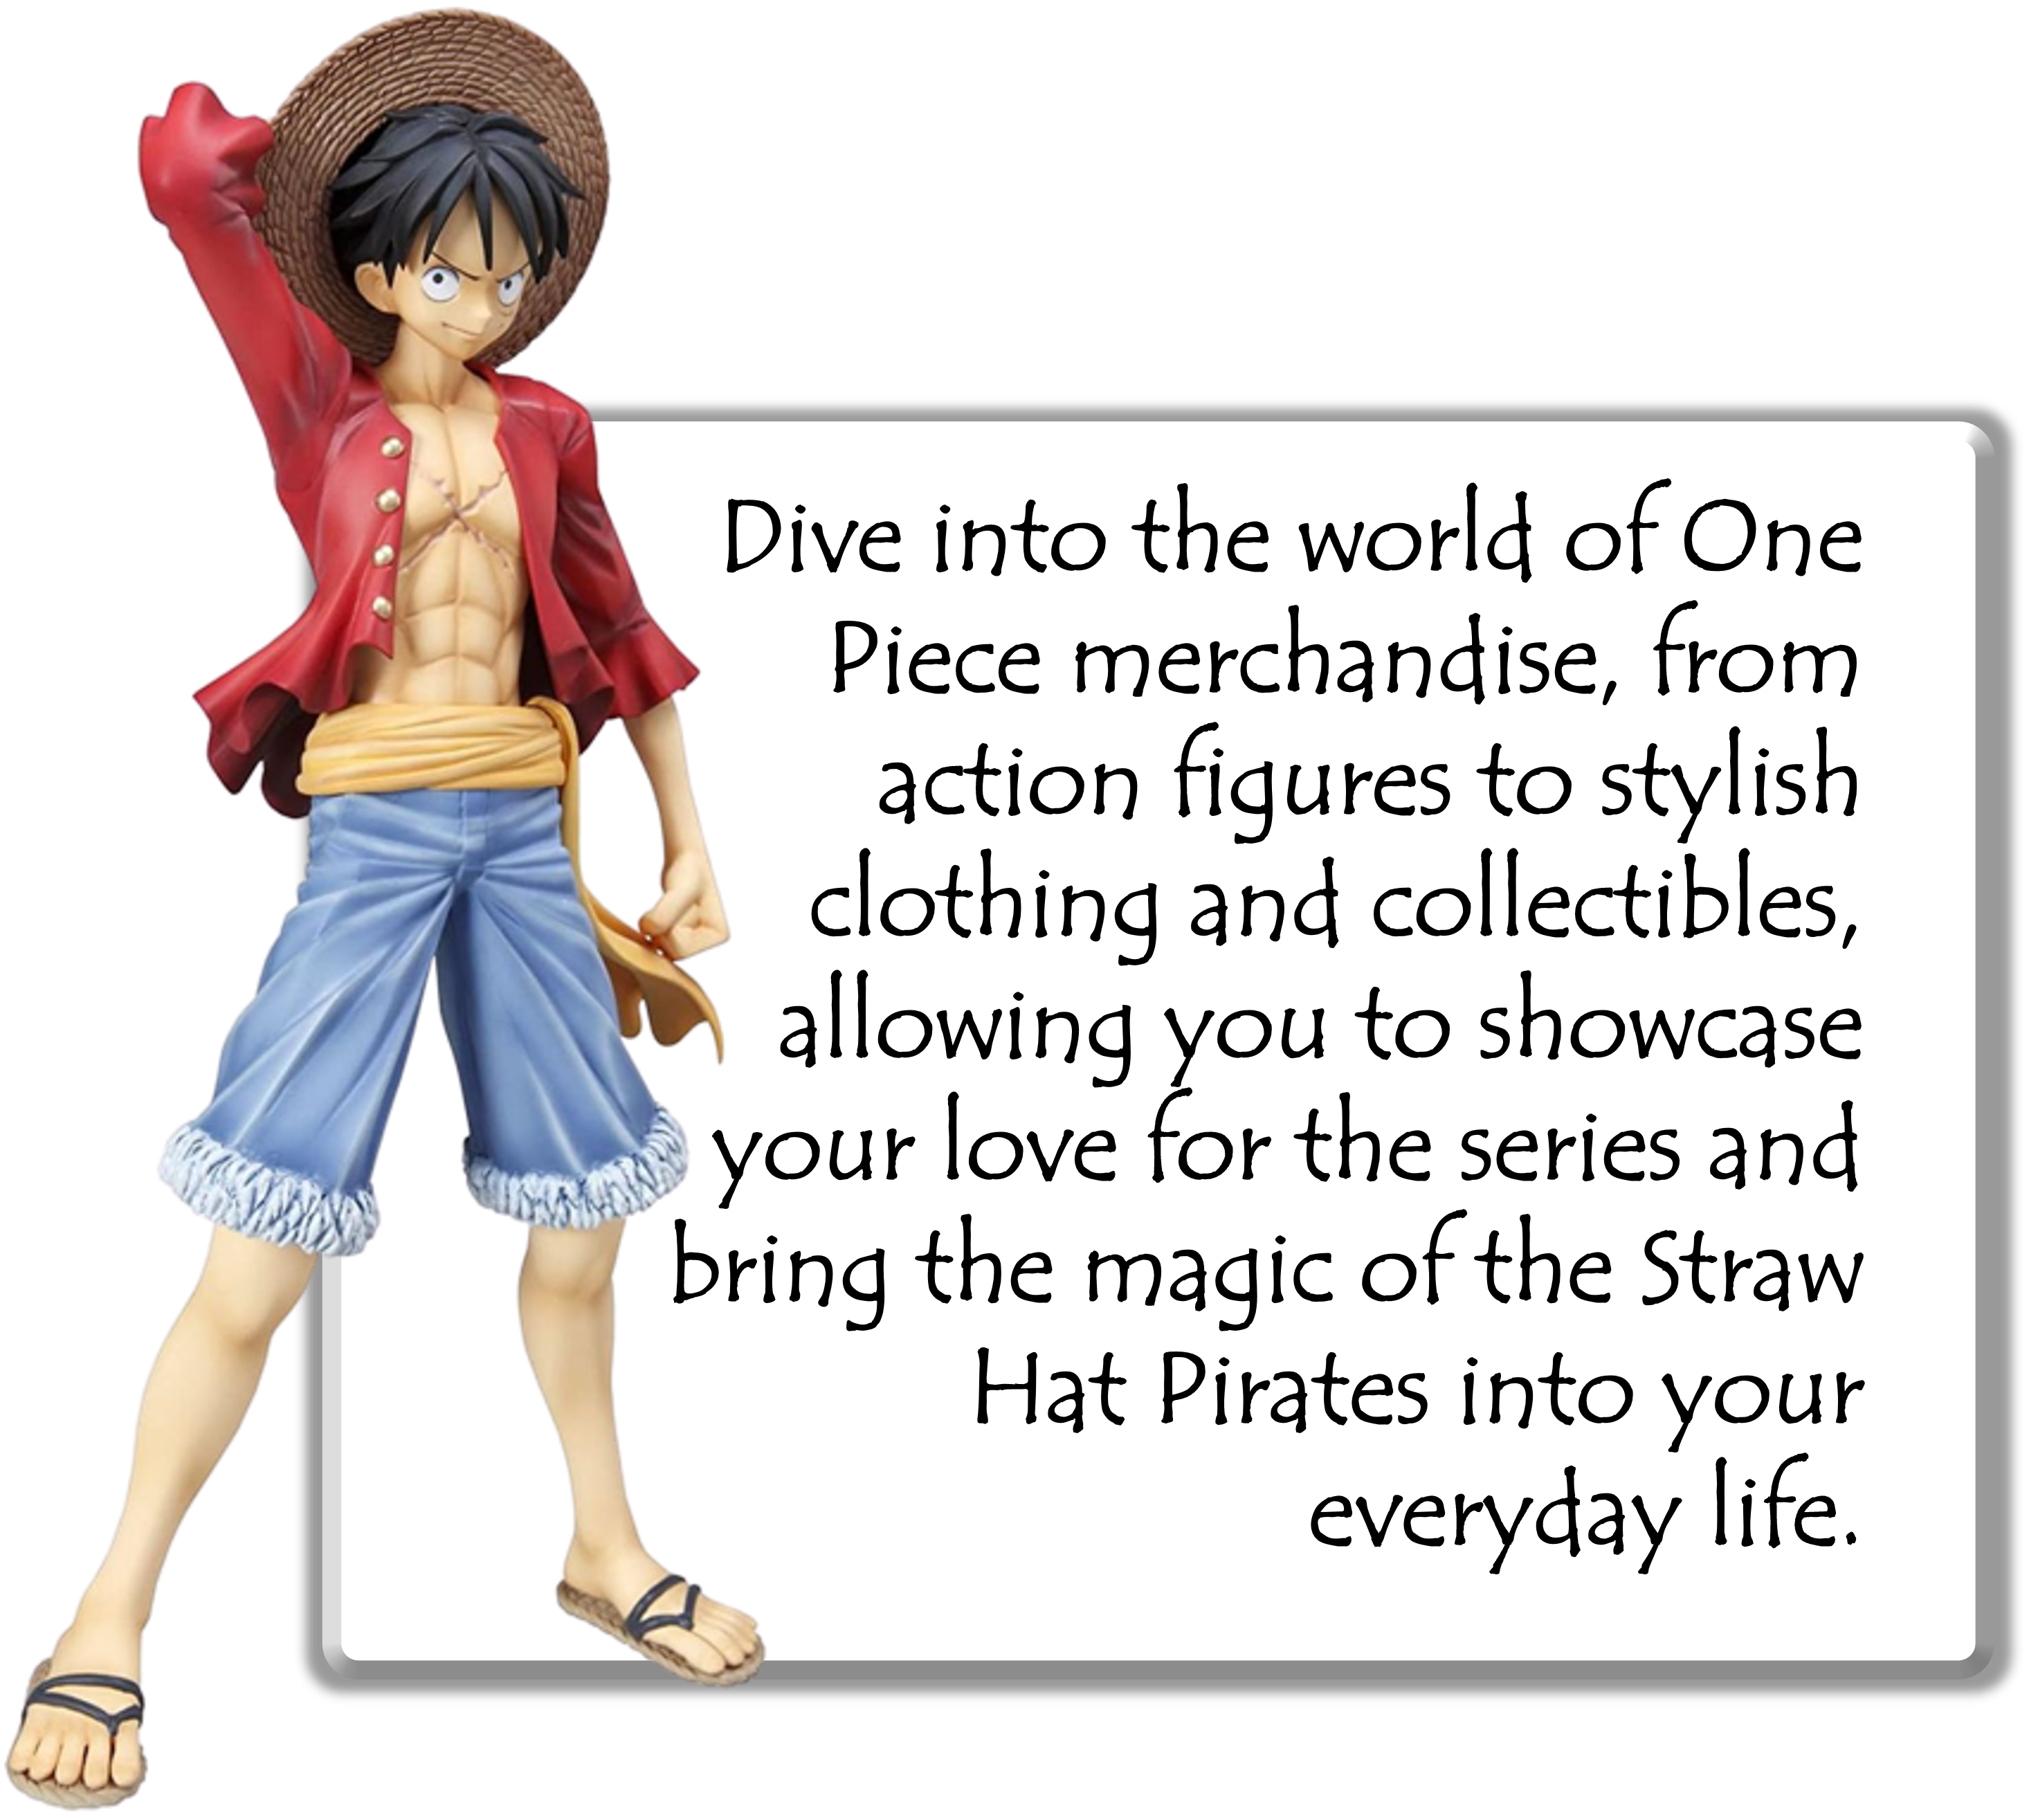 Dive into the world of One
Piece merchandise, from
action figures to stylish
clothing and collectibles,
allowing you to showcase
your love for the series and
bring the magic of the Straw
Hat Pirates into your
everyday life.